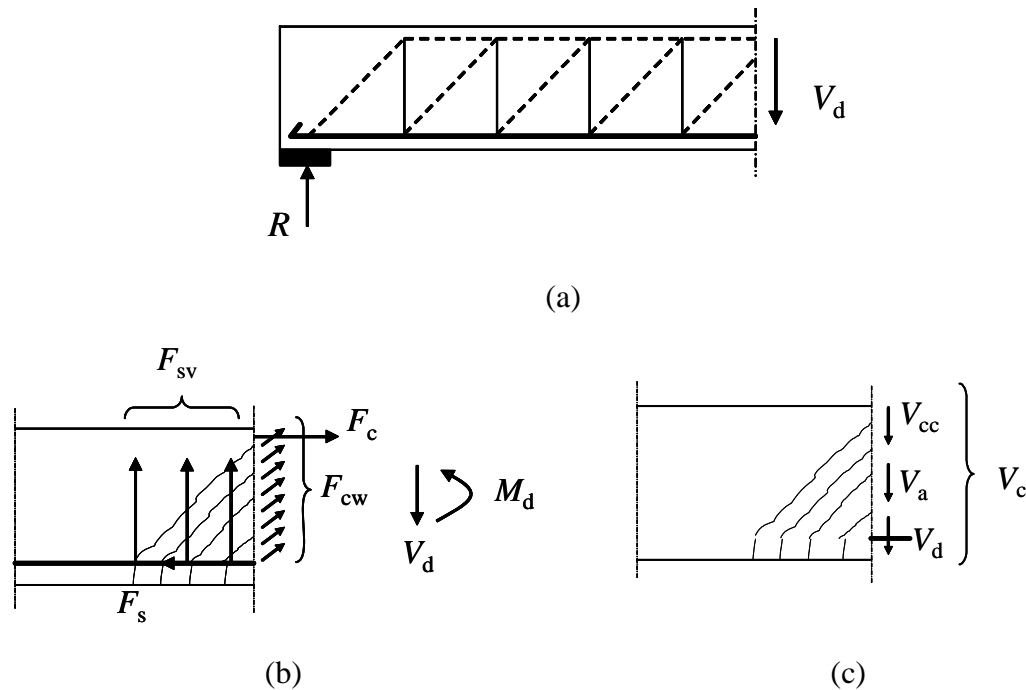 V_d
R
(a)
F_sv
F_c
F_cw
M_d
V_d
F_s
(b)
V_cc
V_a
V_d
V_c
(c)